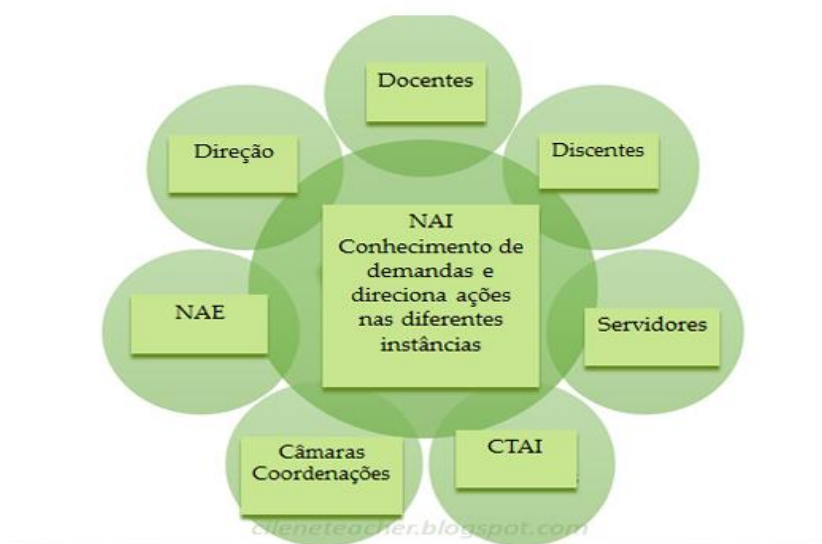 Docentes
Direção
Discentes
NAI
Conhecimento de
demandas e
direciona ações
nas diferentes
instâncias
NAE
Servidores
Câmaras
Coordenações
CTAI
cileneteacher.blogspot.com